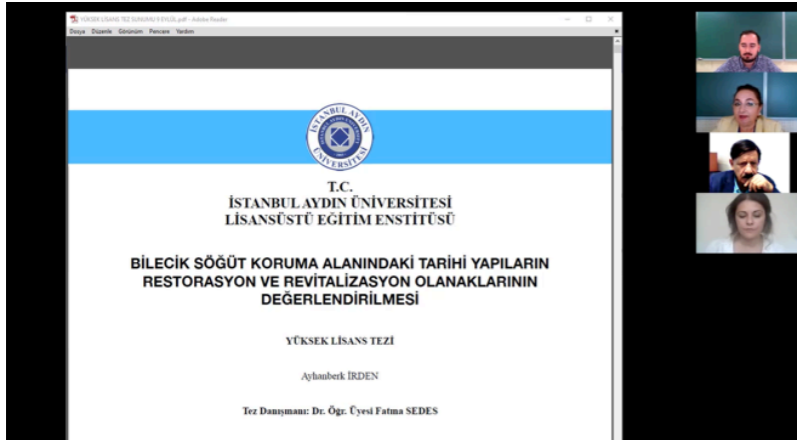 YÜKSEK LİSANS TEZ SUNUMU 9 EYLÜL.pdf - Adobe Reader
Dosya Düzenle Görünüm Pencere Yardım
İSTANBUL AYDIN
ÜNİVERSİTESİ
T.C.
İSTANBUL AYDIN ÜNİVERSİTESİ
LİSANSÜSTÜ EĞİTİM ENSTİTÜSÜ
BİLECİK SÖĞÜT KORUMA ALANINDAKİ TARİHİ YAPILARIN
RESTORASYON VE REVİTALİZASYON OLANAKLARININ
DEĞERLENDİRİLMESİ
YÜKSEK LİSANS TEZİ
Ayhanberk İRDEN
Tez Danışmanı: Dr. Öğr. Üyesi Fatma SEDES